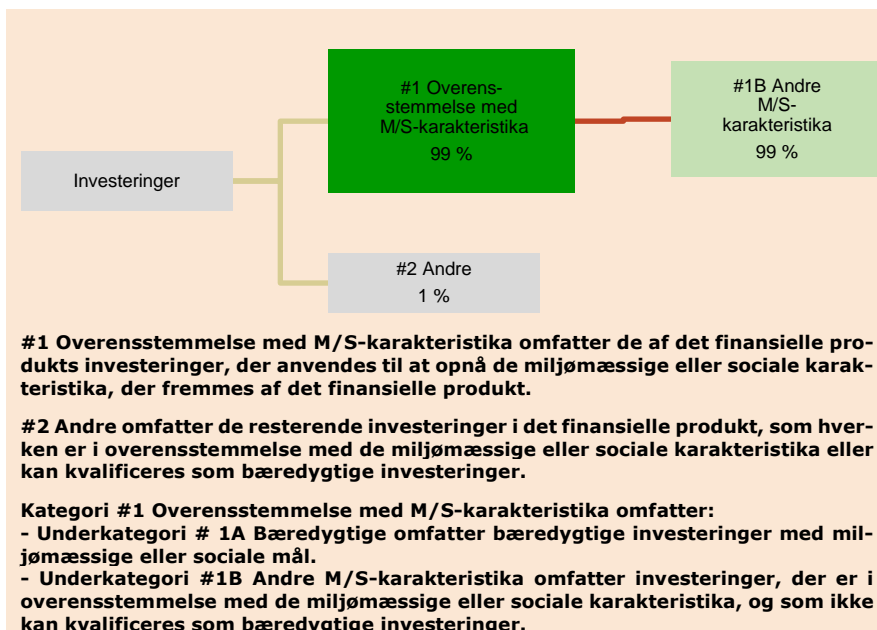 #1 Overens-
stemmelse med
M/S-karakteristika
99 %
#1B Andre
M/S-
karakteristika
99 %
Investeringer
#2 Andre
1 %
#1 Overensstemmelse med M/S-karakteristika omfatter de af det finansielle pro-
dukts investeringer, der anvendes til at opnå de miljømæssige eller sociale karak-
teristika, der fremmes af det finansielle produkt.
#2 Andre omfatter de resterende investeringer i det finansielle produkt, som hver-
ken er i overensstemmelse med de miljømæssige eller sociale karakteristika eller
kan kvalificeres som bæredygtige investeringer.
Kategori #1 Overensstemmelse med M/S-karakteristika omfatter:
- Underkategori # 1A Bæredygtige omfatter bæredygtige investeringer med mil-
jømæssige eller sociale mål.
- Underkategori #1B Andre M/S-karakteristika omfatter investeringer, der er i
overensstemmelse med de miljømæssige eller sociale karakteristika, og som ikke
kan kvalificeres som bæredygtige investeringer.